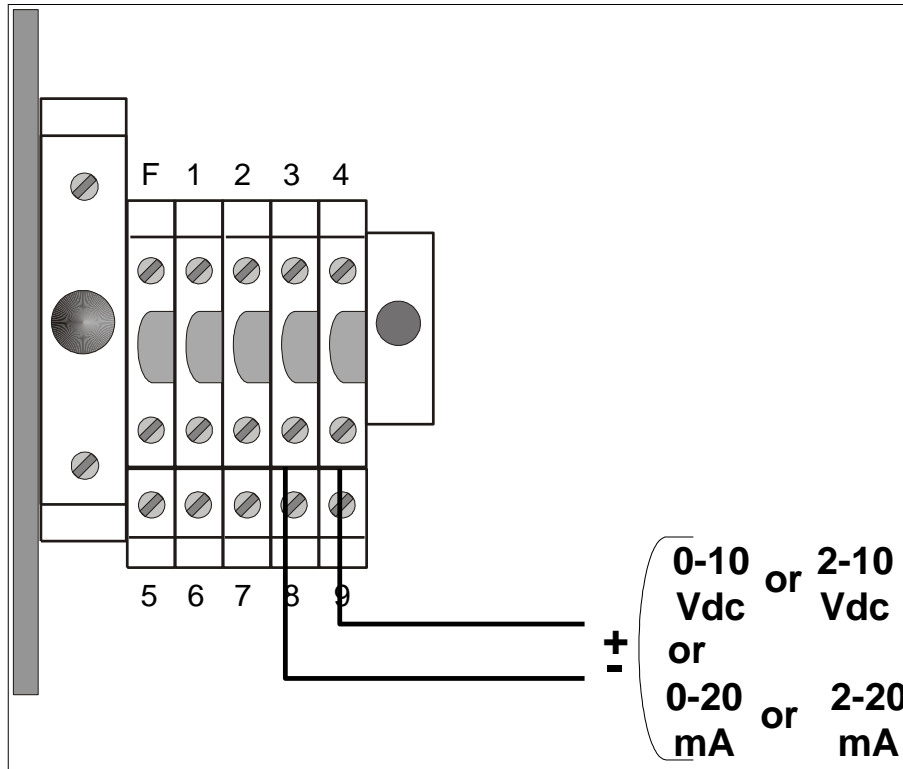 F 1 2 3 4
5 6 7 8 9
0-10 or 2-10
Vdc Vdc
+
-
or
0-20 or 2-20
mA mA